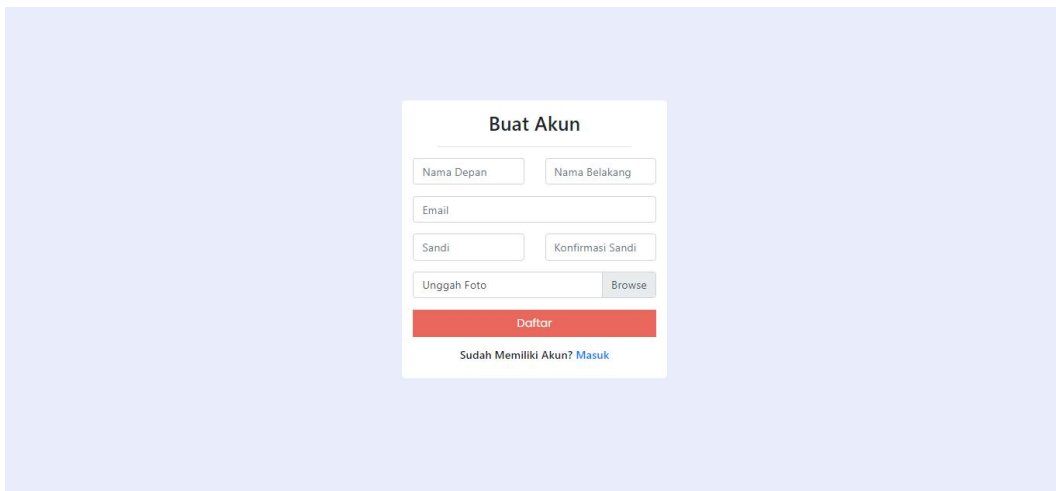 Buat Akun
Nama Depan Nama Belakang
Email
Sandi Konfirmasi Sandi
Unggah Foto Browse
Daftar
Sudah Memiliki Akun? Masuk